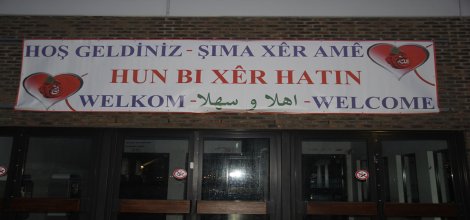 HOŞ GELDİNİZ - ŞIMA XÊR AMÊ
HUN BI XÊR HATIN
WELKOM - اهلا و سهلا - WELCOME